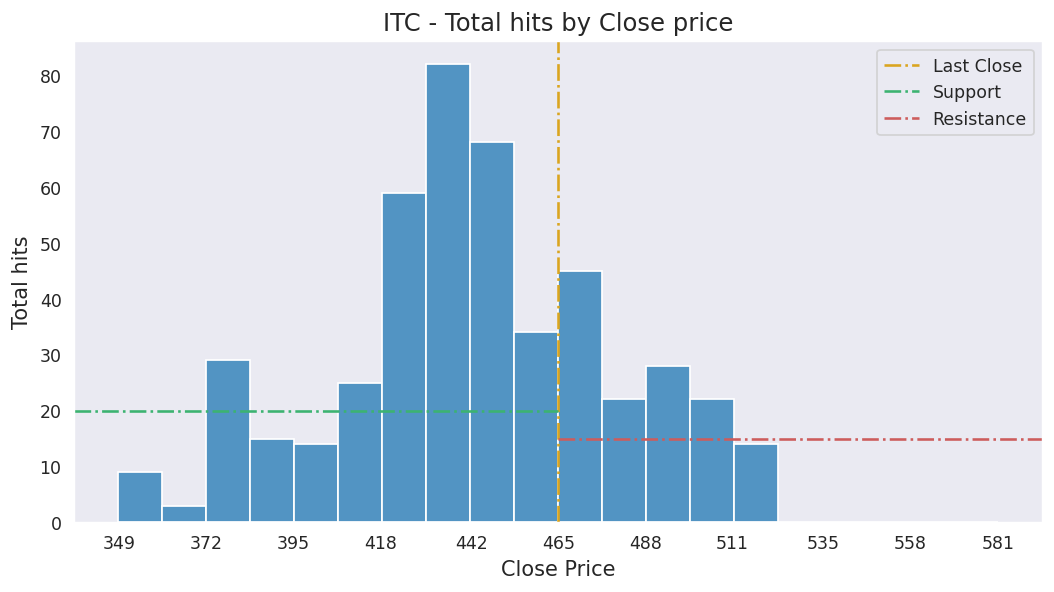 ITC - Total hits by Close price
Last Close
Support
Resistance
Total hits
80
70
60
50
40
30
20
10
0
349 372 395 418 442 465 488 511 535 558 581
Close Price